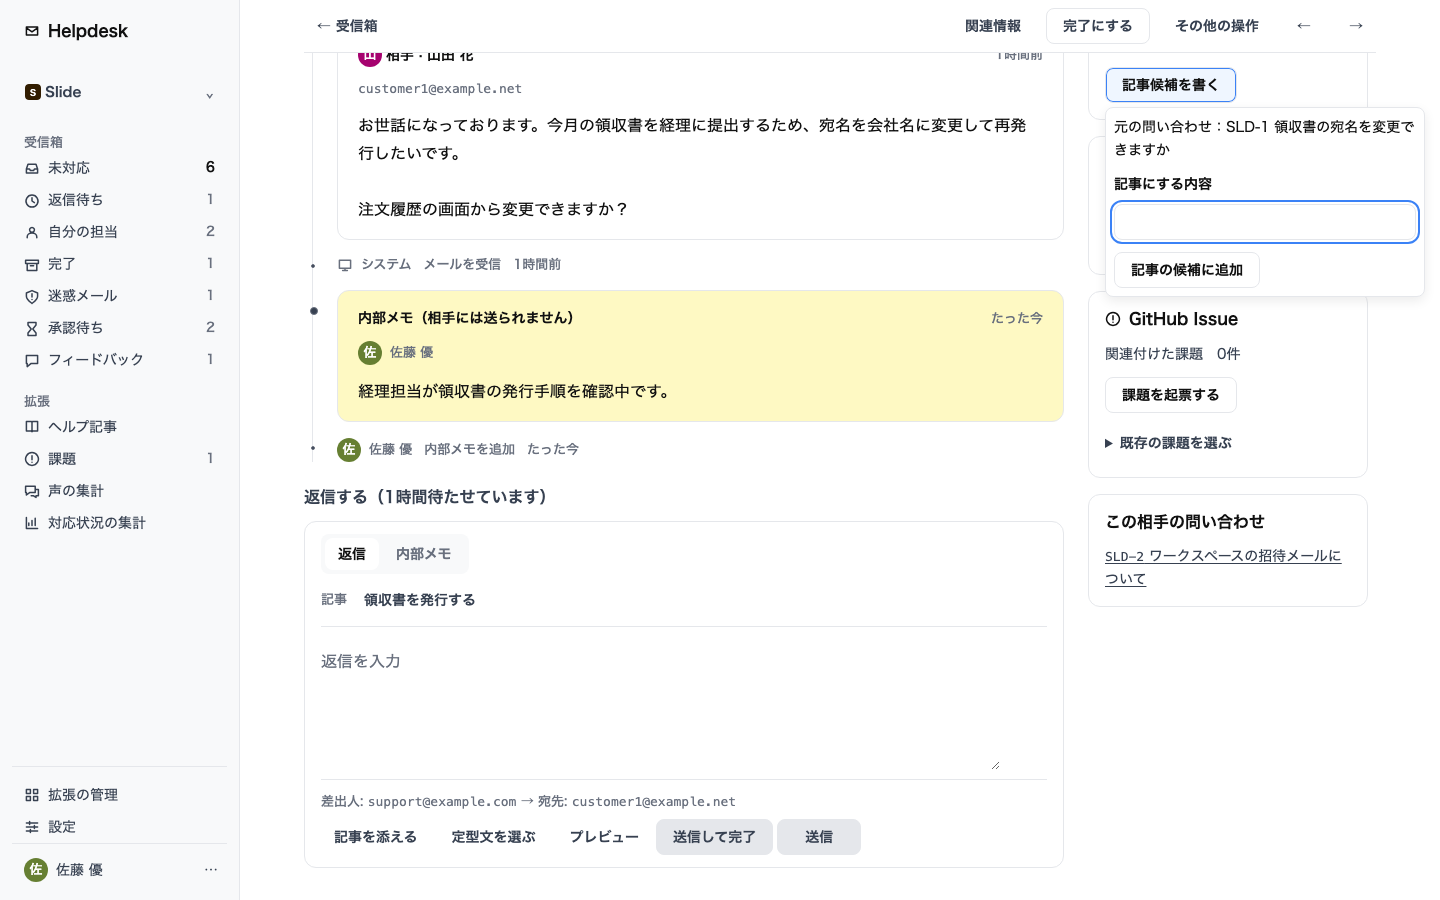 Helpdesk
S Slide
受信箱
未対応 6
返信待ち 1
自分の担当 2
完了 1
迷惑メール 1
承認待ち 2
フィードバック 1
拡張
ヘルプ記事
課題 1
声の集計
対応状況の集計
拡張の管理
設定
佐 佐藤 優 …
← 受信箱
関連情報 完了にする その他の操作 ← →
山 相手・山田 花 1時間前
customer1@example.net
お世話になっております。今月の領収書を経理に提出するため、宛名を会社名に変更して再発
行したいです。
注文履歴の画面から変更できますか？
システム メールを受信 1時間前
内部メモ（相手には送られません） たった今
佐 佐藤 優
経理担当が領収書の発行手順を確認中です。
佐 佐藤 優 内部メモを追加 たった今
返信する（1時間待たせています）
返信 内部メモ
記事 領収書を発行する
返信を入力
差出人: support@example.com → 宛先: customer1@example.net
記事を添える 定型文を選ぶ プレビュー 送信して完了 送信
記事候補を書く
元の問い合わせ：SLD-1 領収書の宛名を変更で
きますか
記事にする内容
記事の候補に追加
GitHub Issue
関連付けた課題 0件
課題を起票する
▶ 既存の課題を選ぶ
この相手の問い合わせ
SLD-2 ワークスペースの招待メールに
ついて